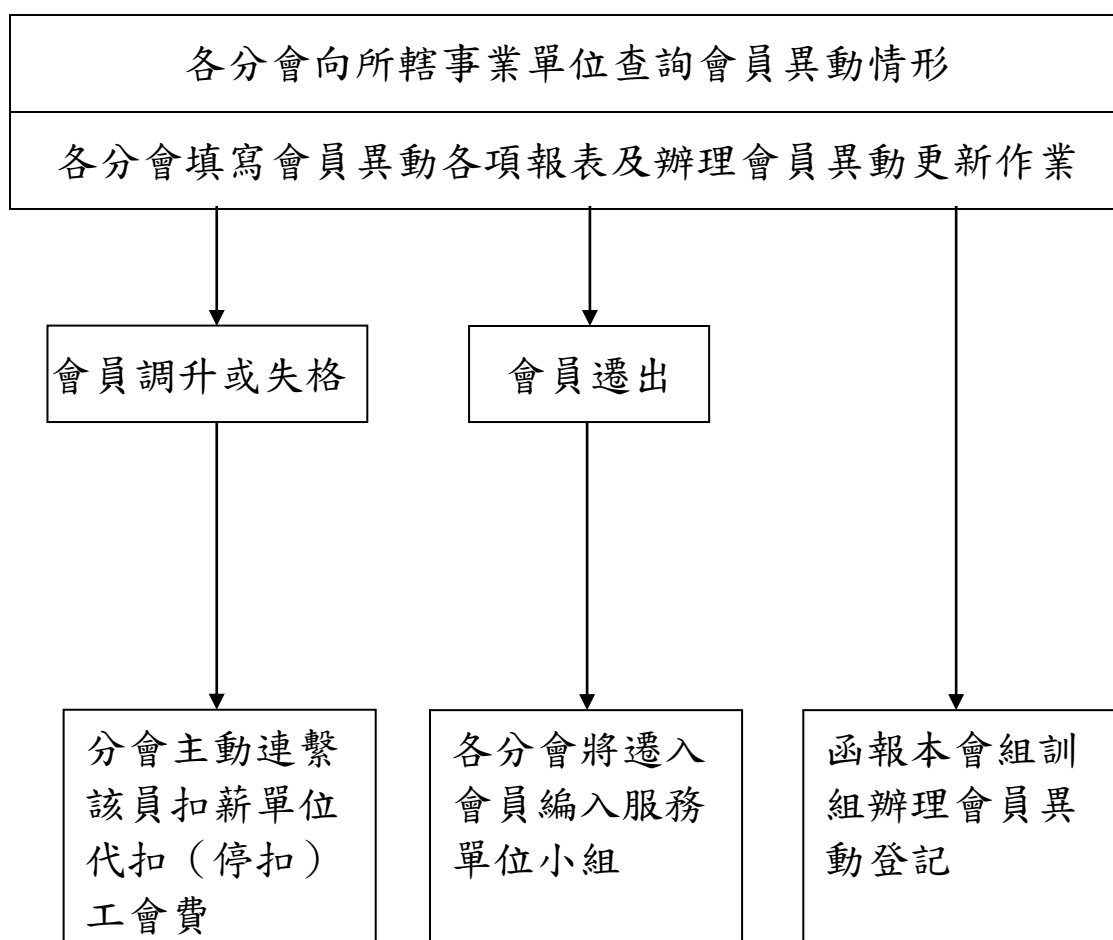 各分會向所轄事業單位查詢會員異動情形
各分會填寫會員異動各項報表及辦理會員異動更新作業
會員調升或失格
會員遷出
分會主動連繫
該員扣薪單位
代扣（停扣）
工會費
各分會將遷入
會員編入服務
單位小組
函報本會組訓
組辦理會員異
動登記